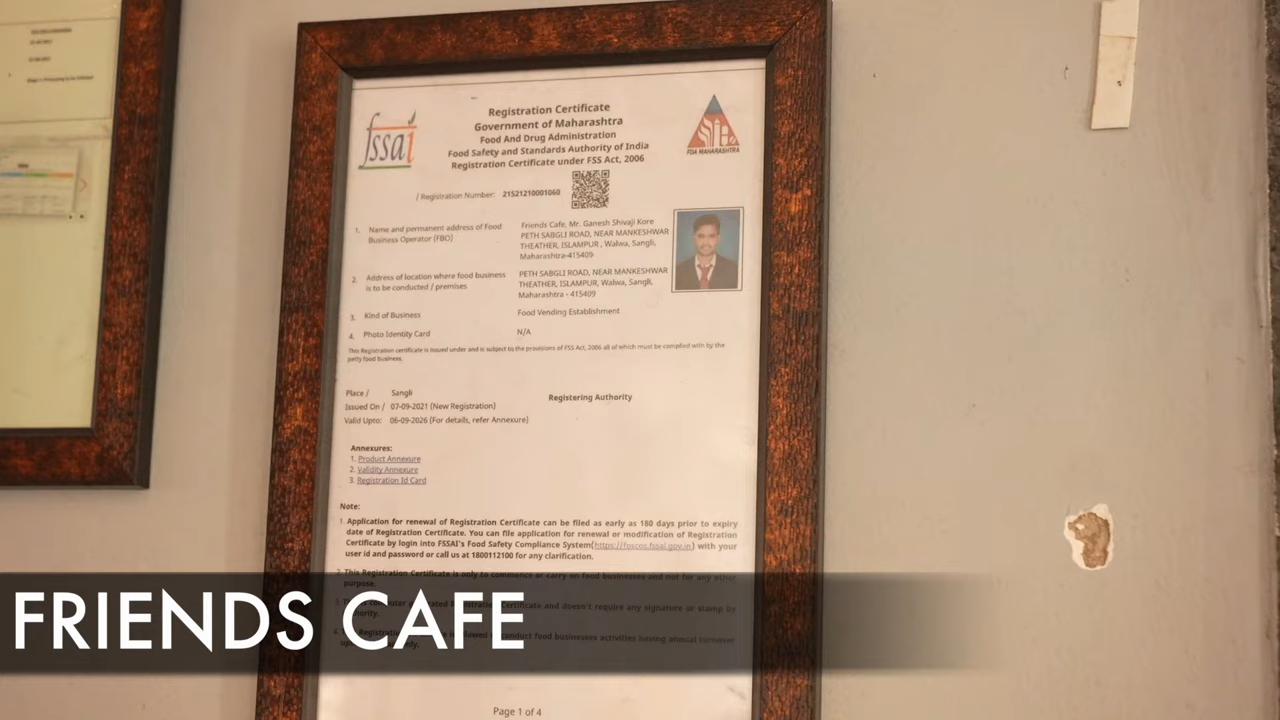 fssai
Registration Certificate
Government of Maharashtra
Food And Drug Administration
Food Safety and Standards Authority of India
Registration Certificate under FSS Act, 2006
FDA MAHARASHTRA
/ Registration Number: 21521210001060
1. Name and permanent address of Food
Business Operator (FBO)
Friends Cafe, Mr. Ganesh Shivaji Kore
PETH SABGLI ROAD, NEAR MANKESHWAR
THEATHER, ISLAMPUR , Walwa, Sangli,
Maharashtra-415409
2. Address of location where food business
is to be conducted / premises
PETH SABGLI ROAD, NEAR MANKESHWAR
THEATHER, ISLAMPUR, Walwa, Sangli,
Maharashtra - 415409
3. Kind of Business
Food Vending Establishment
4. Photo Identity Card
N/A
This Registration certificate is issued under and is subject to the provisions of FSS Act, 2006 all of which must be complied with by the
petty food business.
Place / Sangli
Issued On / 07-09-2021 (New Registration)
Valid Upto: 06-09-2026 (For details, refer Annexure)
Registering Authority
Annexures:
1. Product Annexure
2. Validity Annexure
3. Registration Id Card
Note:
1. Application for renewal of Registration Certificate can be filed as early as 180 days prior to expiry
date of Registration Certificate. You can file application for renewal or modification of Registration
Certificate by login into FSSAI's Food Safety Compliance System(https://foscos.fssai.gov.in) with your
user id and password or call us at 1800112100 for any clarification.
2. This Registration Certificate is only to commence or carry on food businesses and not for any other
purpose.
Certificate and doesn't require any signature or stamp by
conduct food businesses activities having annual turnover
FRIENDS CAFE
Page 1 of 4